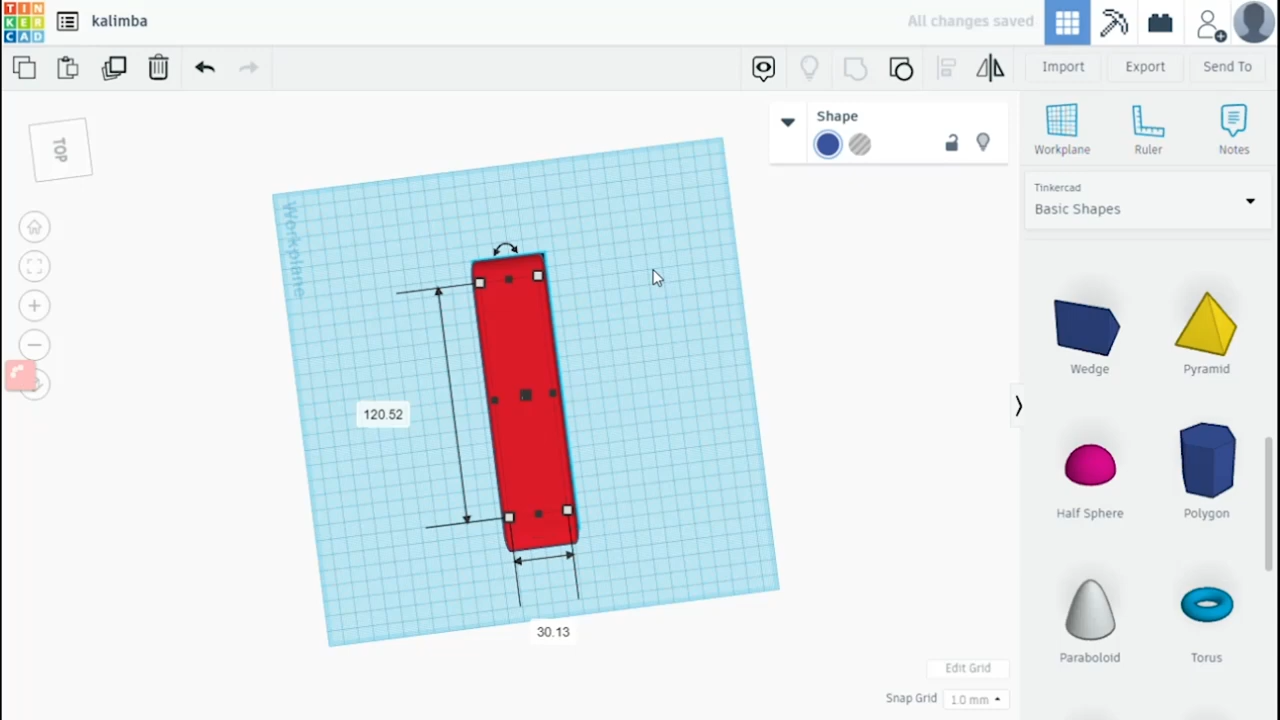 TIN
KER
CAD
kalimba
All changes saved
Import
Export
Send To
TOP
Shape
Workplane
Ruler
Notes
Tinkercad
Basic Shapes
Workplane
Wedge
Pyramid
120.52
Half Sphere
Polygon
30.13
Paraboloid
Torus
Edit Grid
Snap Grid
1.0 mm